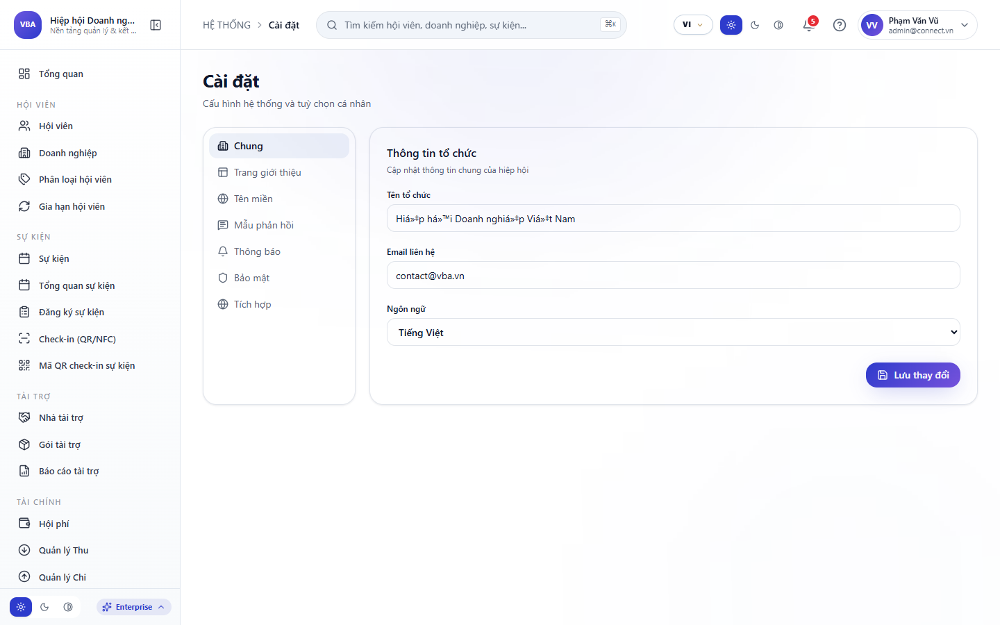 VBA
Hiệp hội Doanh ng...
Nền tảng quản lý & kết ...
Tổng quan
HỘI VIÊN
Hội viên
Doanh nghiệp
Phân loại hội viên
Gia hạn hội viên
SỰ KIỆN
Sự kiện
Tổng quan sự kiện
Đăng ký sự kiện
Check-in (QR/NFC)
Mã QR check-in sự kiện
TÀI TRỢ
Nhà tài trợ
Gói tài trợ
Báo cáo tài trợ
TÀI CHÍNH
Hội phí
Quản lý Thu
Quản lý Chi
Enterprise
HỆ THỐNG > Cài đặt
Tìm kiếm hội viên, doanh nghiệp, sự kiện...
⌘K
VI
5
VV
Phạm Văn Vũ
admin@connect.vn
Cài đặt
Cấu hình hệ thống và tuỳ chọn cá nhân
Chung
Trang giới thiệu
Tên miền
Mẫu phản hồi
Thông báo
Bảo mật
Tích hợp
Thông tin tổ chức
Cập nhật thông tin chung của hiệp hội
Tên tổ chức
Hiá»‡p há»™i Doanh nghiá»‡p Viá»‡t Nam
Email liên hệ
contact@vba.vn
Ngôn ngữ
Tiếng Việt
Lưu thay đổi